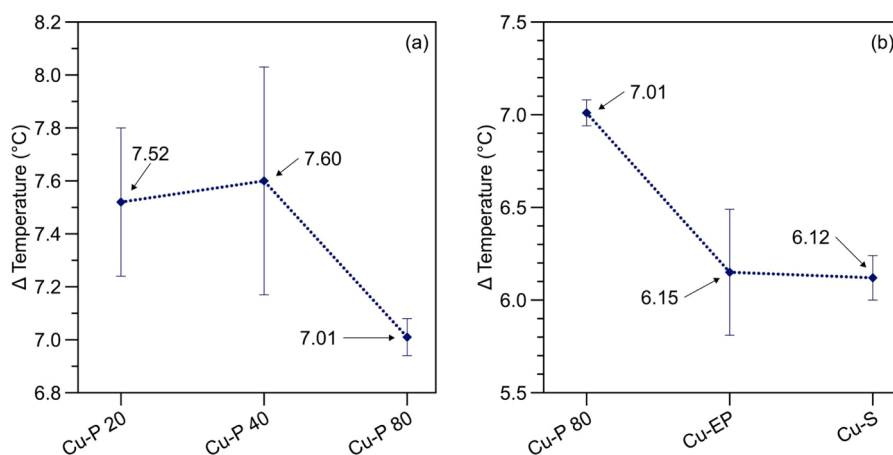 (a)
Δ Temperature (°C)
8.2
8.0
7.8
7.6
7.4
7.2
7.0
6.8
7.52
7.60
7.01
Cu-P 20
Cu-P 40
Cu-P 80
(b)
Δ Temperature (°C)
7.5
7.0
6.5
6.0
5.5
7.01
6.15
6.12
Cu-P 80
Cu-EP
Cu-S